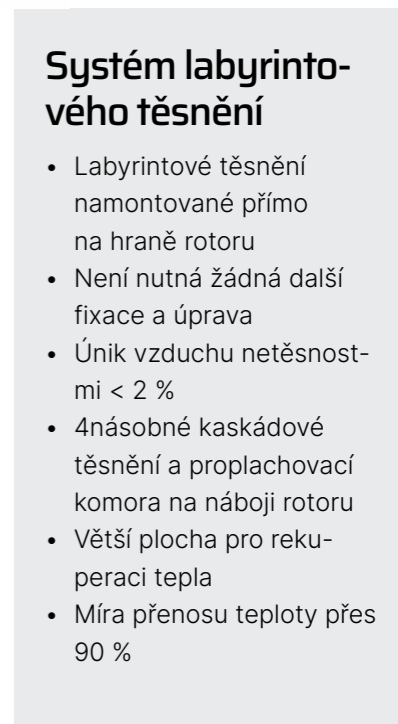 Systém labyrinto-
vého těsnění
• Labyrintové těsnění
namontované přímo
na hraně rotoru
• Není nutná žádná další
fixace a úprava
• Únik vzduchu netěsnost-
mi < 2 %
• 4násobné kaskádové
těsnění a proplachovací
komora na náboji rotoru
• Větší plocha pro reku-
peraci tepla
• Míra přenosu teploty přes
90 %